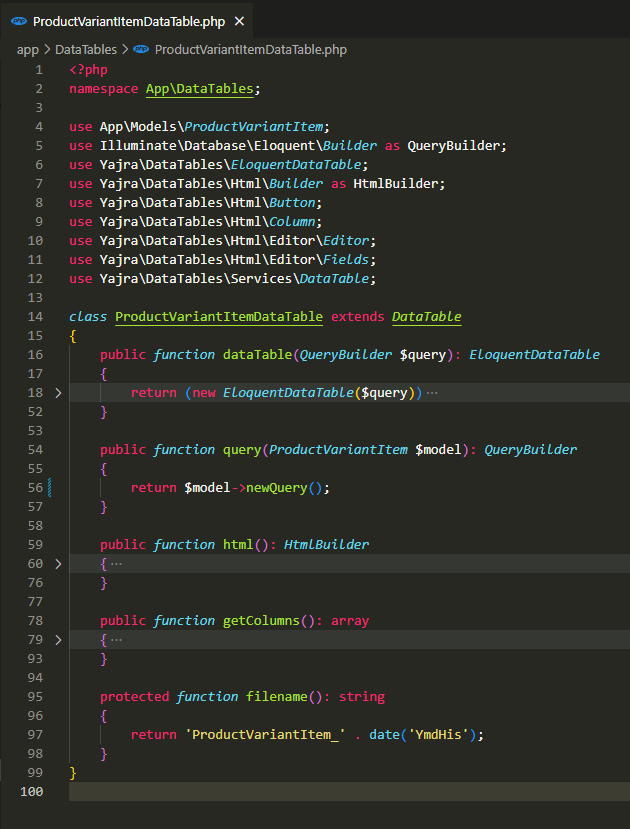 php ProductVariantItemDataTable.php ×
app > DataTables > php ProductVariantItemDataTable.php
1 <?php
2 namespace App\DataTables;
3
4 use App\Models\ProductVariantItem;
5 use Illuminate\Database\Eloquent\Builder as QueryBuilder;
6 use Yajra\DataTables\EloquentDataTable;
7 use Yajra\DataTables\Html\Builder as HtmlBuilder;
8 use Yajra\DataTables\Html\Button;
9 use Yajra\DataTables\Html\Column;
10 use Yajra\DataTables\Html\Editor\Editor;
11 use Yajra\DataTables\Html\Editor\Fields;
12 use Yajra\DataTables\Services\DataTable;
13
14 class ProductVariantItemDataTable extends DataTable
15 {
16     public function dataTable(QueryBuilder $query): EloquentDataTable
17     {
18 >         return (new EloquentDataTable($query))···
52     }
53
54     public function query(ProductVariantItem $model): QueryBuilder
55     {
56         return $model->newQuery();
57     }
58
59     public function html(): HtmlBuilder
60 >     {···
76     }
77
78     public function getColumns(): array
79 >     {···
93     }
94
95     protected function filename(): string
96     {
97         return 'ProductVariantItem_' . date('YmdHis');
98     }
99 }
100